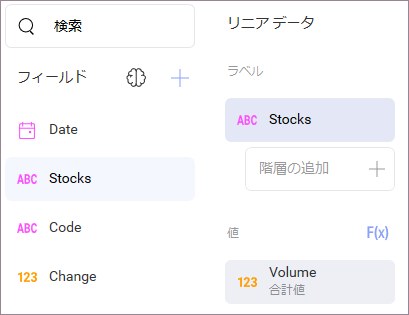 検索
フィールド
Date
ABC Stocks
ABC Code
123 Change
リニア データ
ラベル
ABC Stocks
階層の追加
値 F(x)
123 Volume
合計値